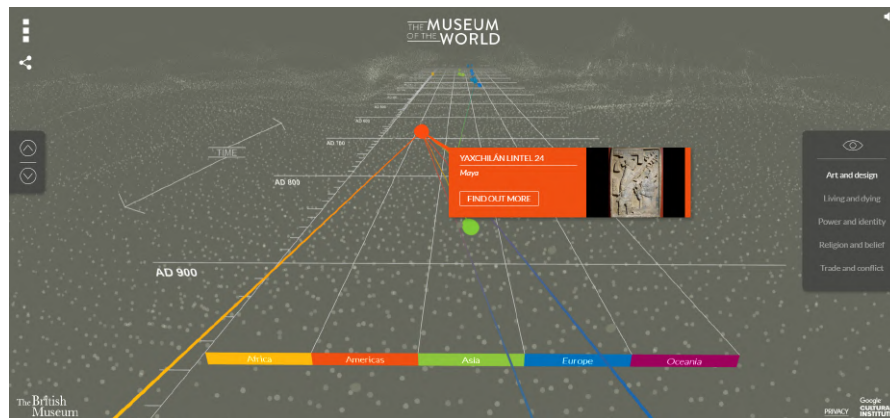 THE MUSEUM
OF THE WORLD
TIME
AD 700
AD 800
AD 900
YAXCHILÁN LINTEL 24
Maya
FIND OUT MORE
Art and design
Living and dying
Power and identity
Religion and belief
Trade and conflict
Africa
Americas
Asia
Europe
Oceania
The British
Museum
PRIVACY
Google
CULTURAL
INSTITUT